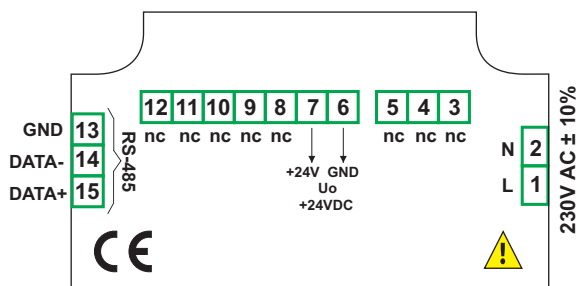 12 11 10 9 8 7 6 5 4 3
nc nc nc nc nc nc nc nc
GND 13
DATA- 14
DATA+ 15
RS-485
+24V GND
Uo
+24VDC
N 2
L 1
230V AC ± 10%
CE
!